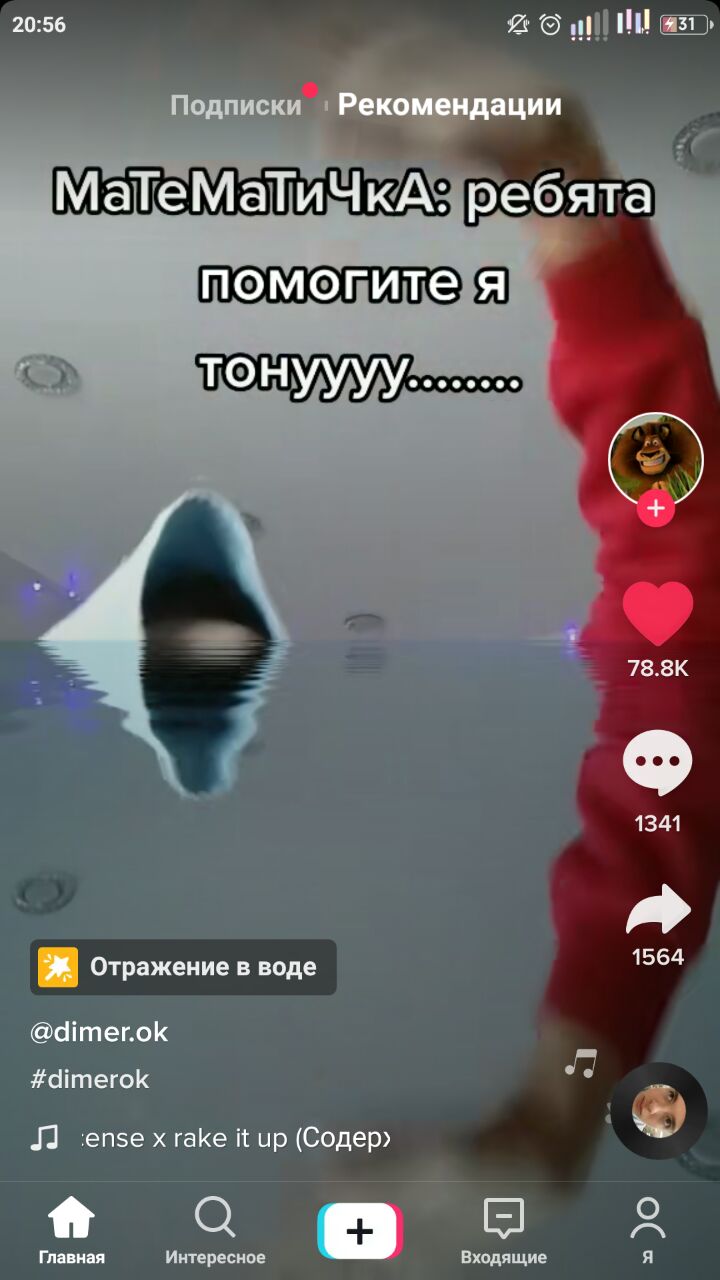 20:56
31
Подписки
Рекомендации
МаТеМаТиЧкА: ребята
помогите я
тонуууу........
78.8K
1341
1564
Отражение в воде
@dimer.ok
#dimerok
ense x rake it up (Содер
Главная
Интересное
Входящие
Я